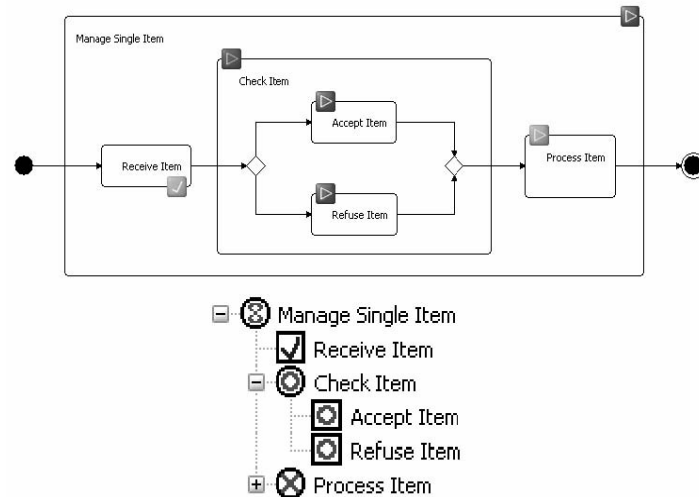 Manage Single Item
Check Item
Accept Item
Receive Item
Process Item
Refuse Item
Manage Single Item
Receive Item
Check Item
Accept Item
Refuse Item
Process Item